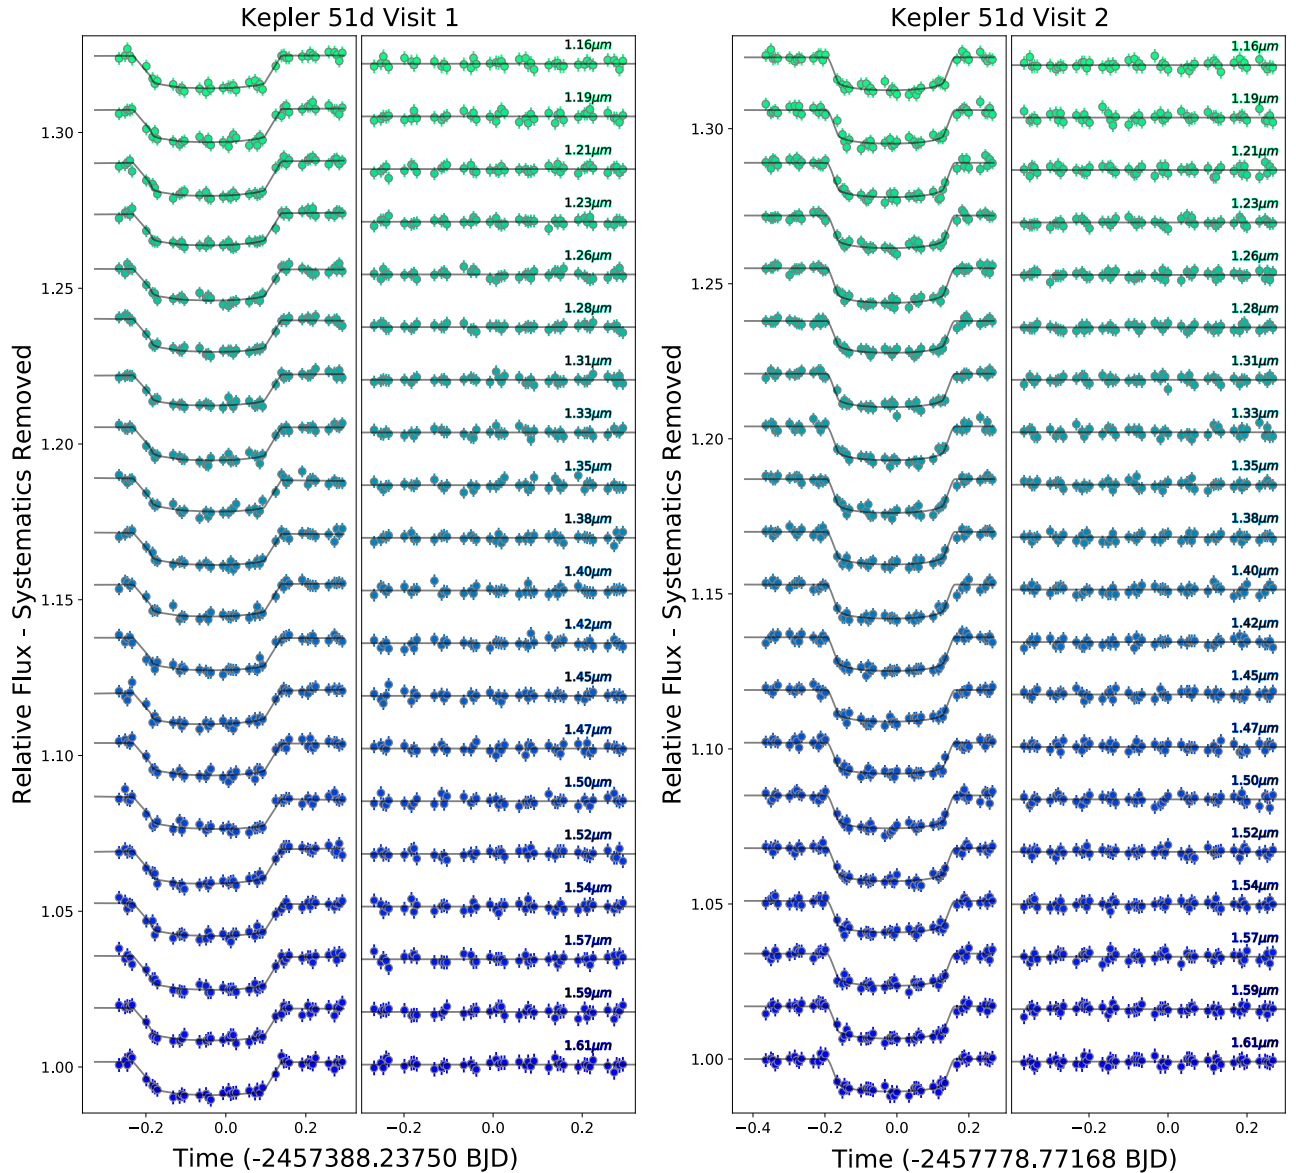 Kepler 51d Visit 1
Kepler 51d Visit 2
Relative Flux - Systematics Removed
1.30
1.25
1.20
1.15
1.10
1.05
1.00
1.16μm
1.19μm
1.21μm
1.23μm
1.26μm
1.28μm
1.31μm
1.33μm
1.35μm
1.38μm
1.40μm
1.42μm
1.45μm
1.47μm
1.50μm
1.52μm
1.54μm
1.57μm
1.59μm
1.61μm
−0.2 0.0 0.2
−0.2 0.0 0.2
Time (-2457388.23750 BJD)
Relative Flux - Systematics Removed
1.30
1.25
1.20
1.15
1.10
1.05
1.00
1.16μm
1.19μm
1.21μm
1.23μm
1.26μm
1.28μm
1.31μm
1.33μm
1.35μm
1.38μm
1.40μm
1.42μm
1.45μm
1.47μm
1.50μm
1.52μm
1.54μm
1.57μm
1.59μm
1.61μm
−0.4 −0.2 0.0 0.2
−0.2 0.0 0.2
Time (-2457778.77168 BJD)